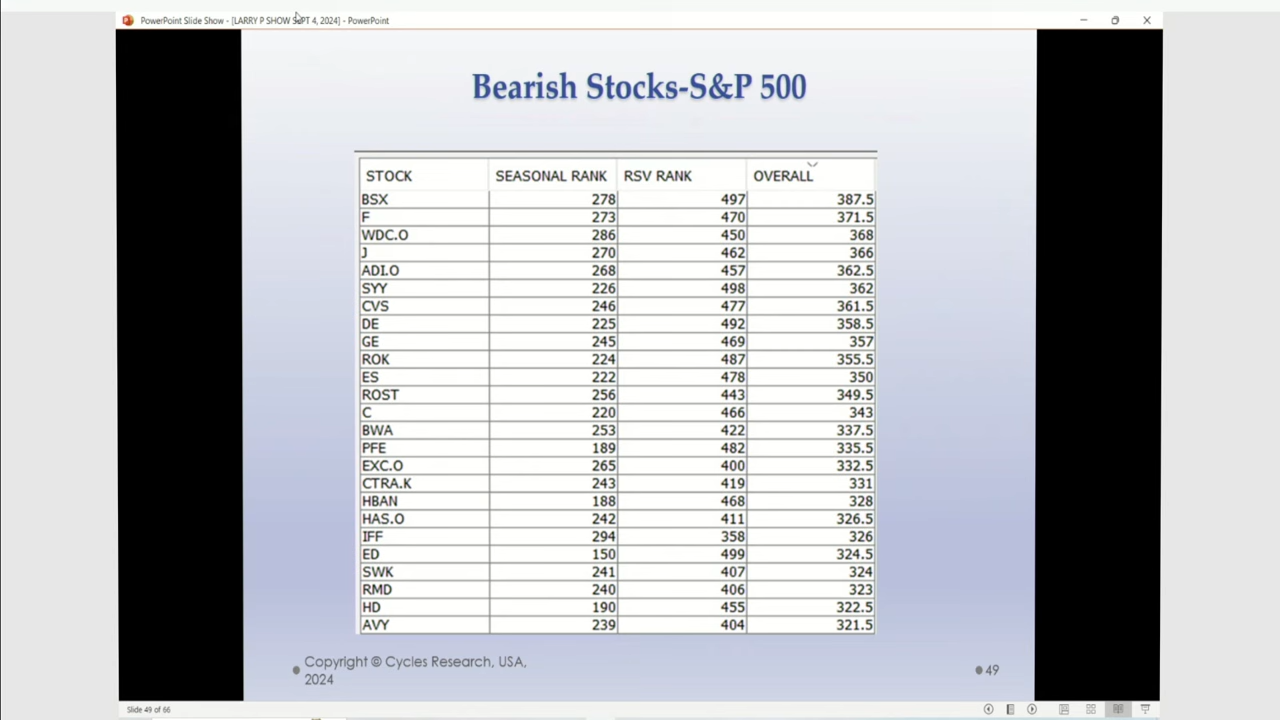 PowerPoint Slide Show - [LARRY P SHOW SEPT 4, 2024] - PowerPoint
Bearish Stocks-S&P 500
STOCK SEASONAL RANK RSV RANK OVERALL
BSX 278 497 387.5
F 273 470 371.5
WDC.O 286 450 368
J 270 462 366
ADI.O 268 457 362.5
SYY 226 498 362
CVS 246 477 361.5
DE 225 492 358.5
GE 245 469 357
ROK 224 487 355.5
ES 222 478 350
ROST 256 443 349.5
C 220 466 343
BWA 253 422 337.5
PFE 189 482 335.5
EXC.O 265 400 332.5
CTRA.K 243 419 331
HBAN 188 468 328
HAS.O 242 411 326.5
IFF 294 358 326
ED 150 499 324.5
SWK 241 407 324
RMD 240 406 323
HD 190 455 322.5
AVY 239 404 321.5
Copyright © Cycles Research, USA,
2024
49
Slide 49 of 66